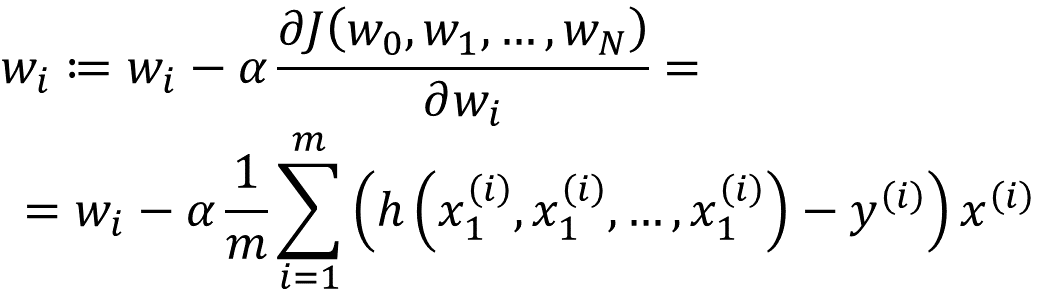 w_i ≔ w_i − α ∂J(w_0, w_1, …, w_N) / ∂w_i =
= w_i − α 1/m ∑_{i=1}^{m} (h(x_1^{(i)}, x_1^{(i)}, …, x_1^{(i)}) − y^{(i)}) x^{(i)}